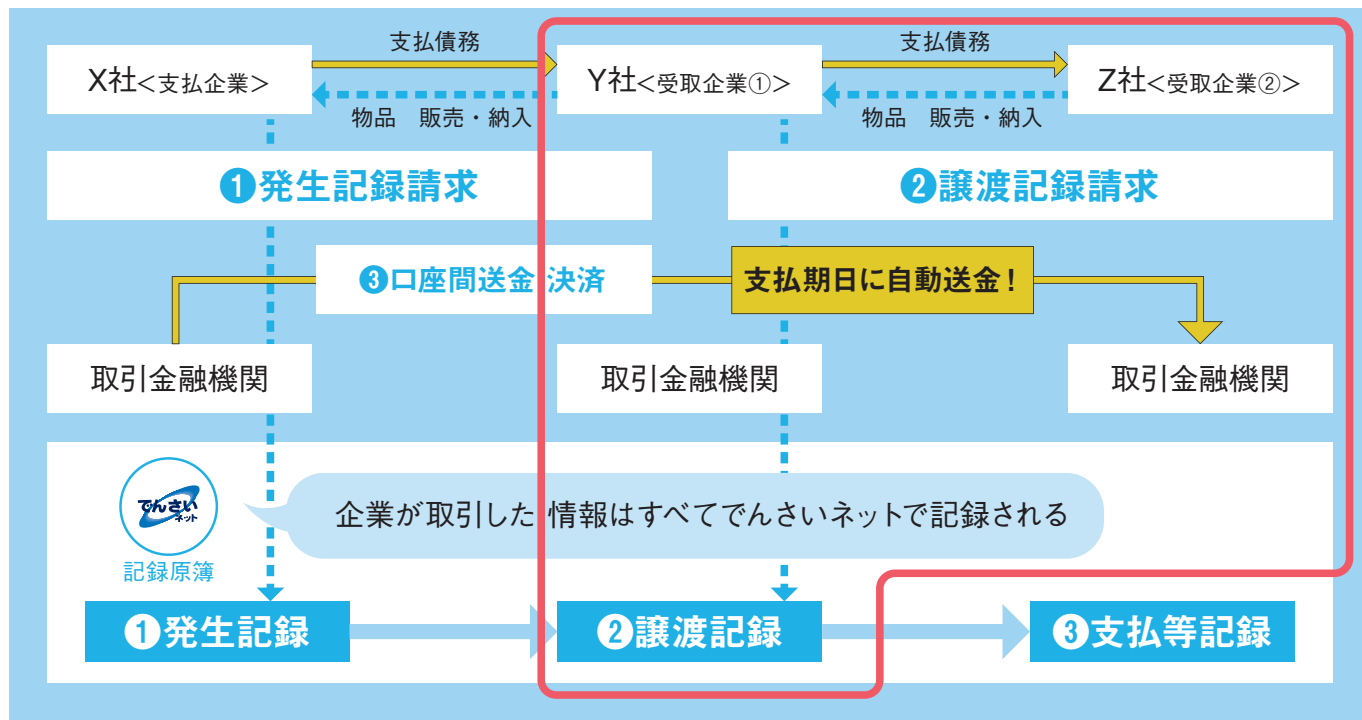 支払債務
支払債務
X社<支払企業>
Y社<受取企業①>
Z社<受取企業②>
物品 販売・納入
物品 販売・納入
❶発生記録請求
❷譲渡記録請求
❸口座間送金 決済
支払期日に自動送金！
取引金融機関
取引金融機関
取引金融機関
でんさい
ネット
企業が取引した 情報はすべてでんさいネットで記録される
記録原簿
❶発生記録
❷譲渡記録
❸支払等記録